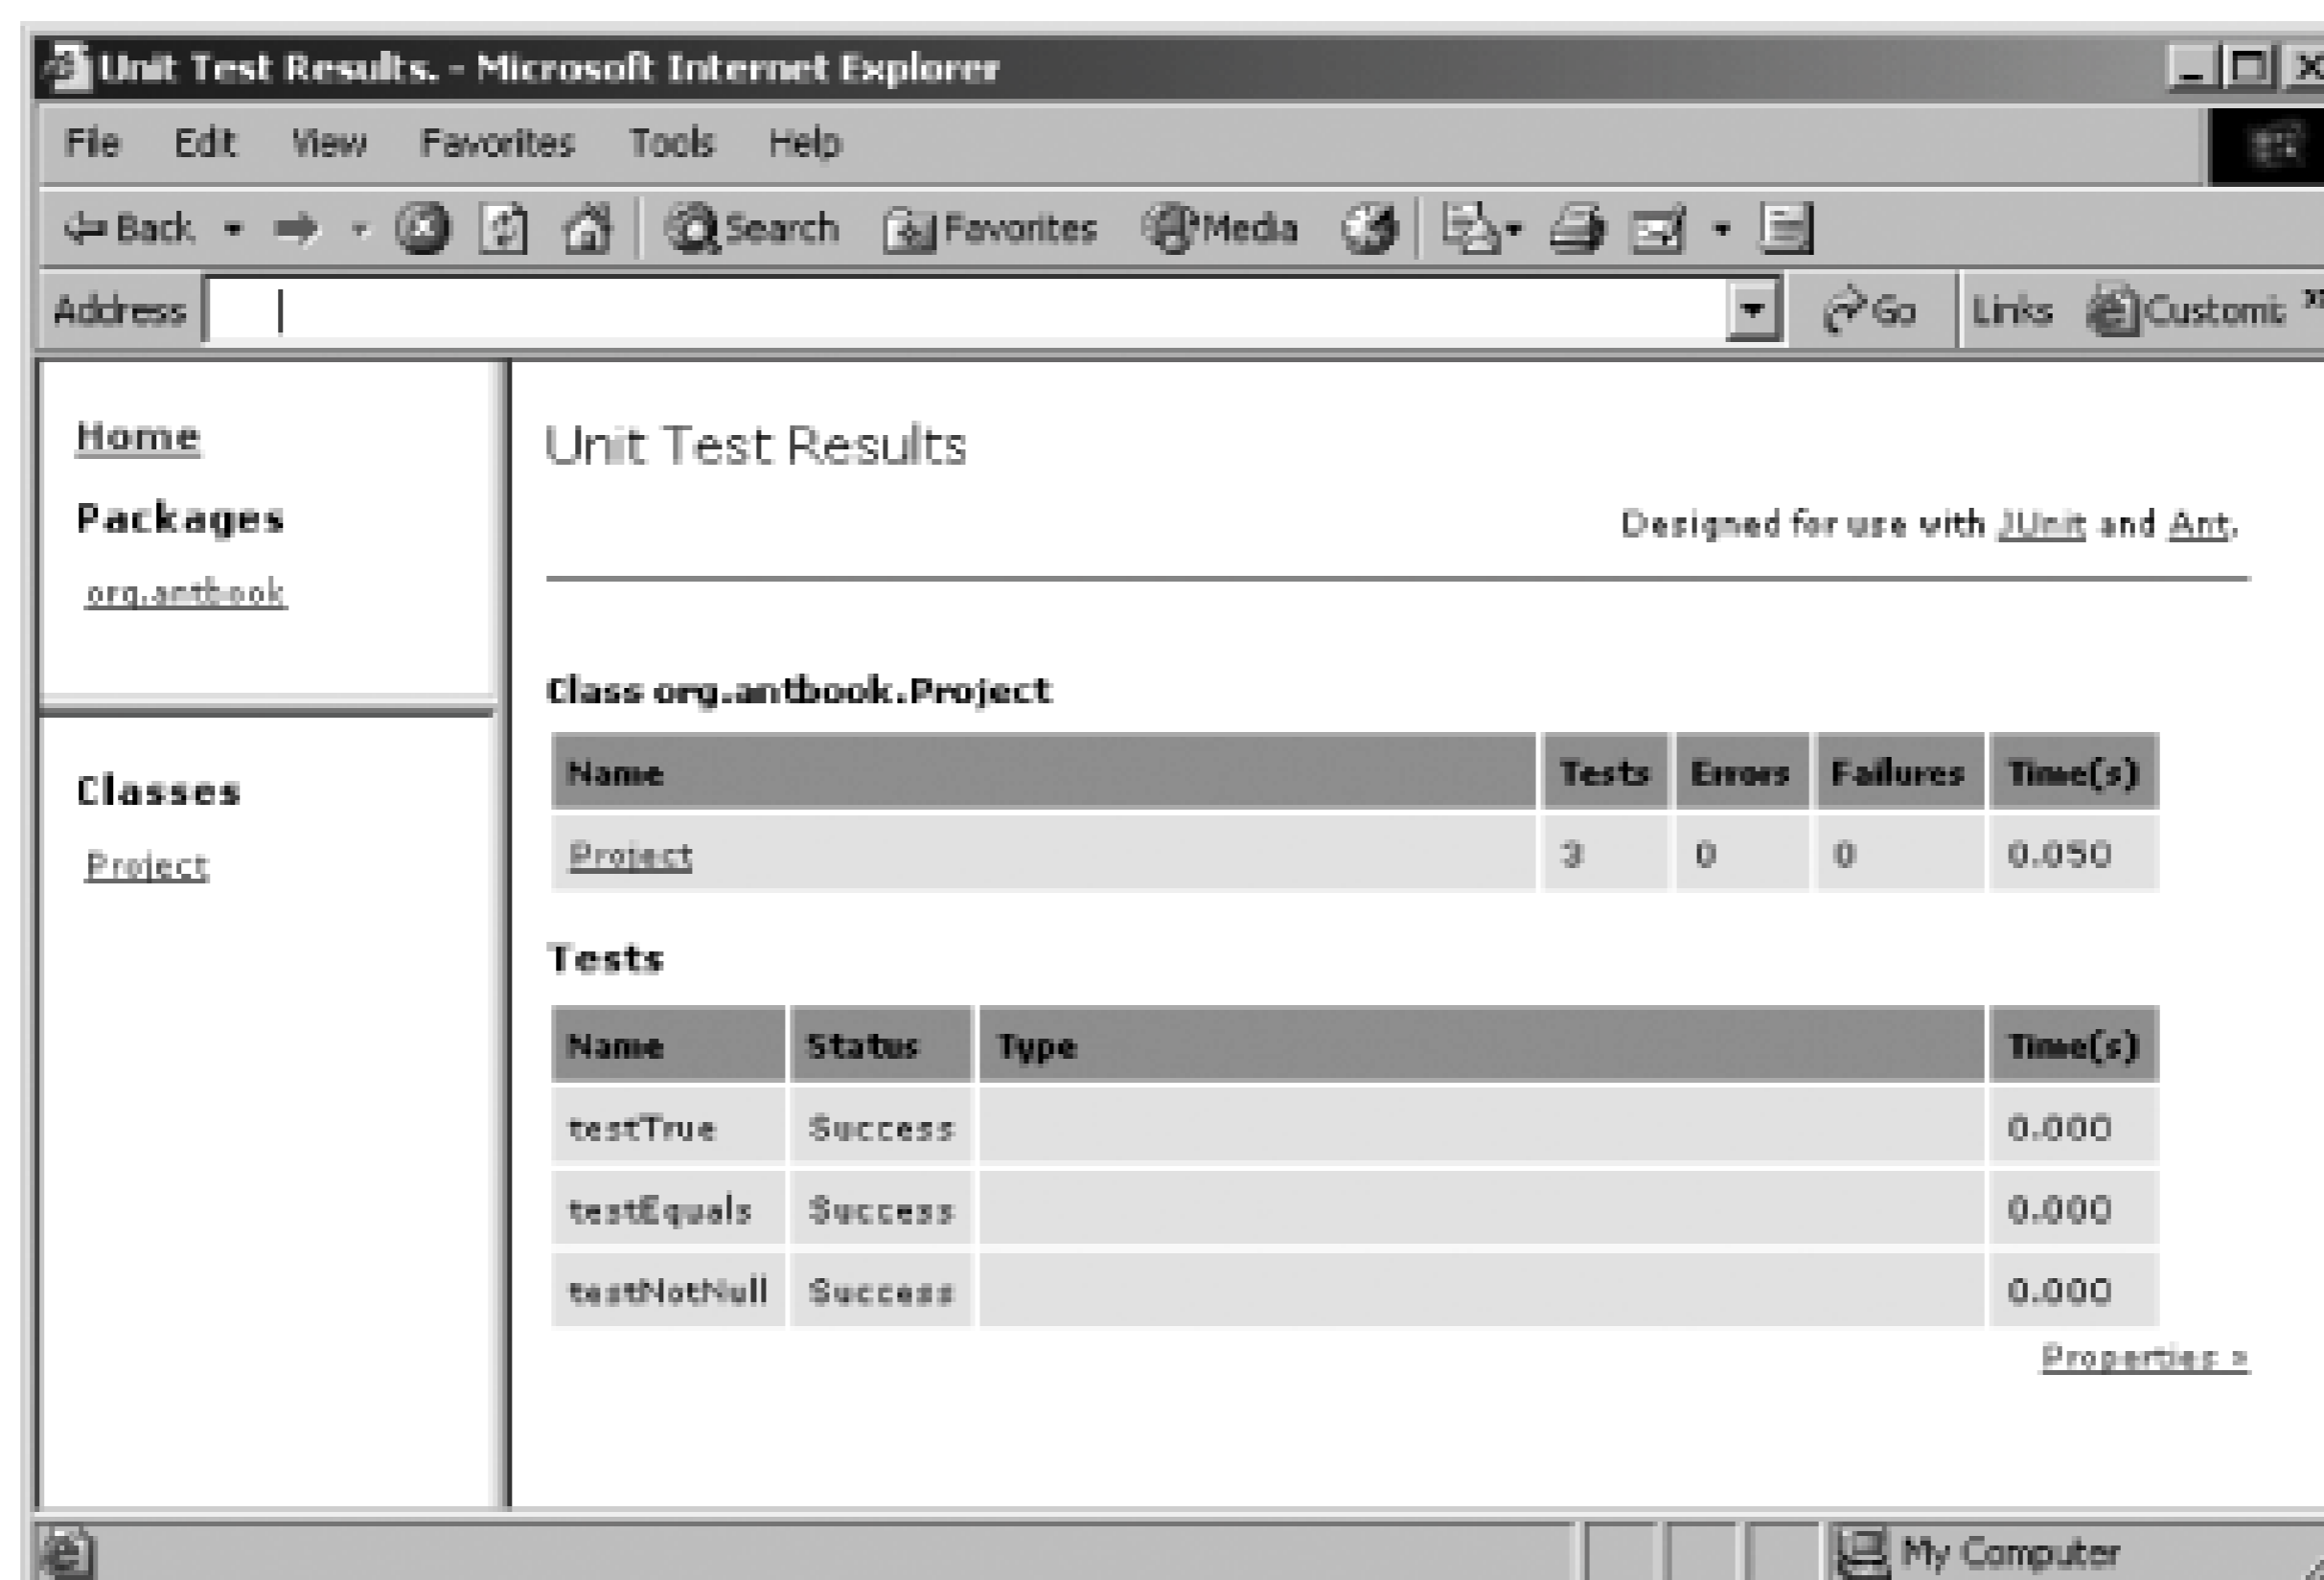 Unit Test Results. - Microsoft Internet Explorer
File Edit View Favorites Tools Help
Back Search Favorites Media
Address Go Links Customiz »
Home
Packages
org.antbook
Classes
Project
Unit Test Results
Designed for use with JUnit and Ant.
Class org.antbook.Project
Name Tests Errors Failures Time(s)
Project 3 0 0 0.050
Tests
Name Status Type Time(s)
testTrue Success 0.000
testEquals Success 0.000
testNotNull Success 0.000
Properties »
My Computer